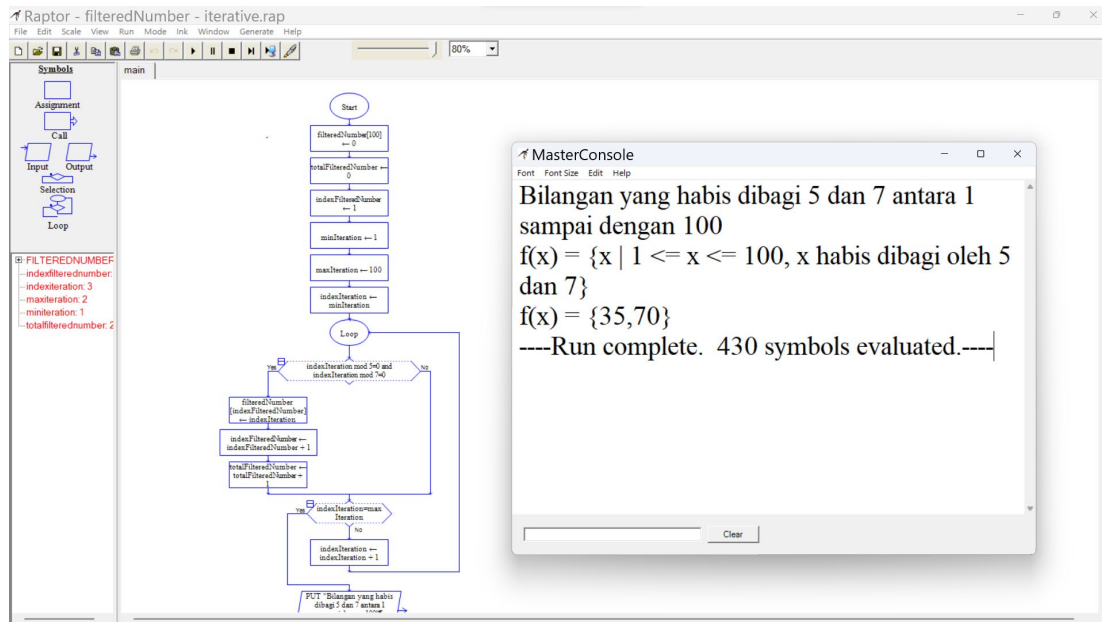 Raptor - filteredNumber - iterative.rap
File Edit Scale View Run Mode Ink Window Generate Help
80%
Symbols
Assignment
Call
Input Output
Selection
Loop
FILTEREDNUMBER
indexfilterednumber:
indexiteration: 3
maxiteration: 2
miniteration: 1
totalfilterednumber: 2
main
Start
filteredNumber[100]
← 0
totalFilteredNumber ←
0
indexFilteredNumber
← 1
minIteration ← 1
maxIteration ← 100
indexIteration ←
minIteration
Loop
Yes
indexIteration mod 5=0 and
indexIteration mod 7=0
No
filteredNumber
[indexFilteredNumber]
← indexIteration
indexFilteredNumber ←
indexFilteredNumber + 1
totalFilteredNumber ←
totalFilteredNumber +
1
Yes
indexIteration=max
Iteration
No
indexIteration ←
indexIteration + 1
PUT "Bilangan yang habis
dibagi 5 dan 7 antara 1
MasterConsole
Font Font Size Edit Help
Bilangan yang habis dibagi 5 dan 7 antara 1
sampai dengan 100
f(x) = {x | 1 <= x <= 100, x habis dibagi oleh 5
dan 7}
f(x) = {35,70}
----Run complete.  430 symbols evaluated.----
Clear